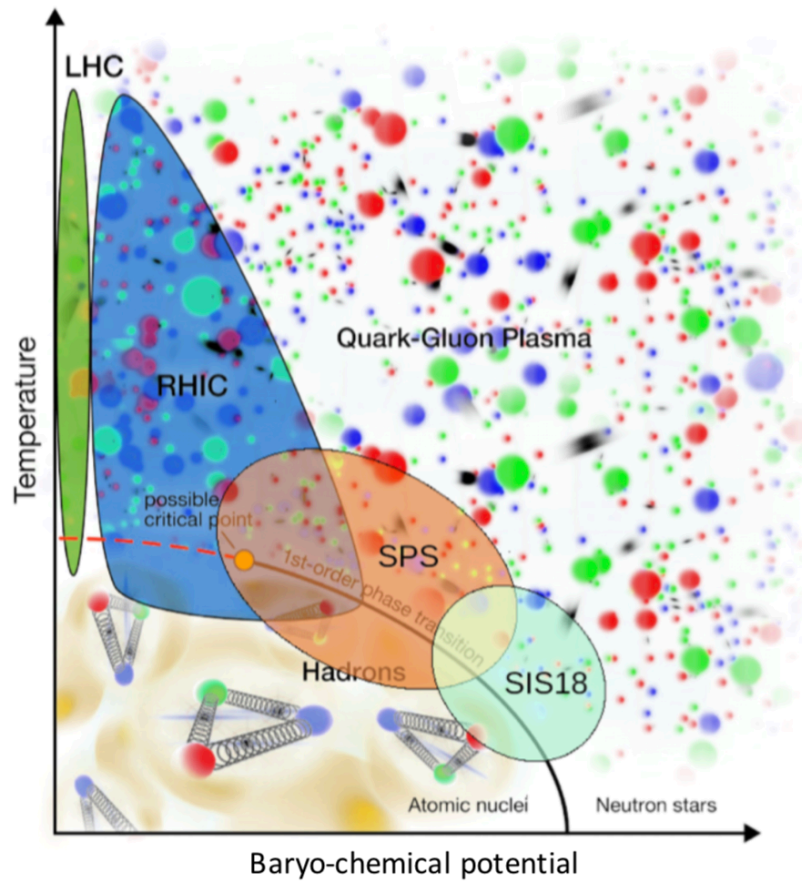 LHC
Temperature
Quark-Gluon Plasma
RHIC
possible
critical point
SPS
1st-order phase transition
SIS18
Hadrons
Atomic nuclei
Neutron stars
Baryo-chemical potential